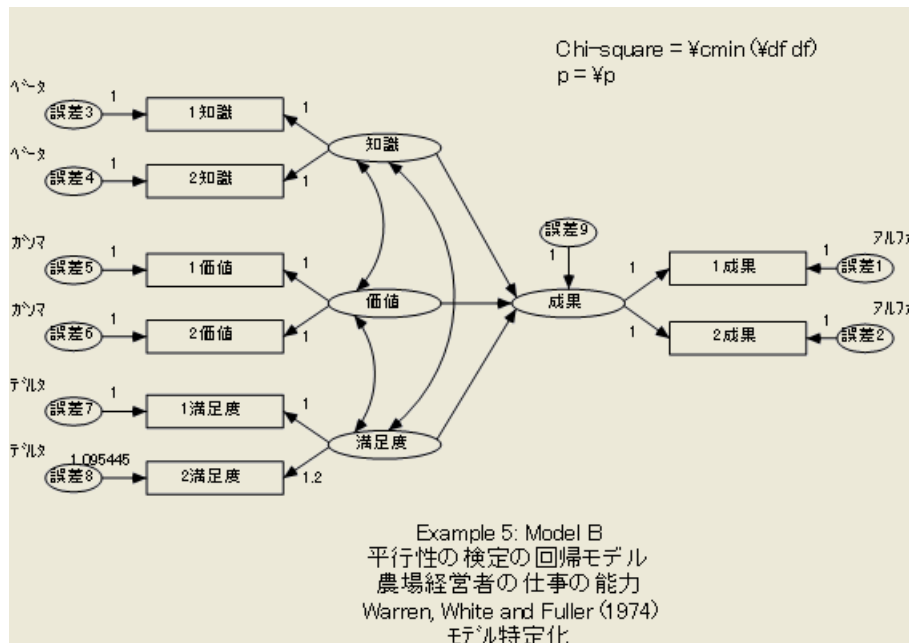 Chi-square = ¥cmin (¥df df)
p = ¥p
ベータ
1
誤差3
1知識
1
ベータ
1
誤差4
2知識
1
知識
ガンマ
1
誤差5
1価値
1
ガンマ
1
誤差6
2価値
1
価値
デルタ
1
誤差7
1満足度
1
デルタ
1.095445
誤差8
2満足度
1.2
満足度
誤差9
1
成果
1
1成果
1
アルファ
誤差1
1
2成果
1
アルファ
誤差2
Example 5: Model B
平行性の検定の回帰モデル
農場経営者の仕事の能力
Warren, White and Fuller (1974)
モデル特定化